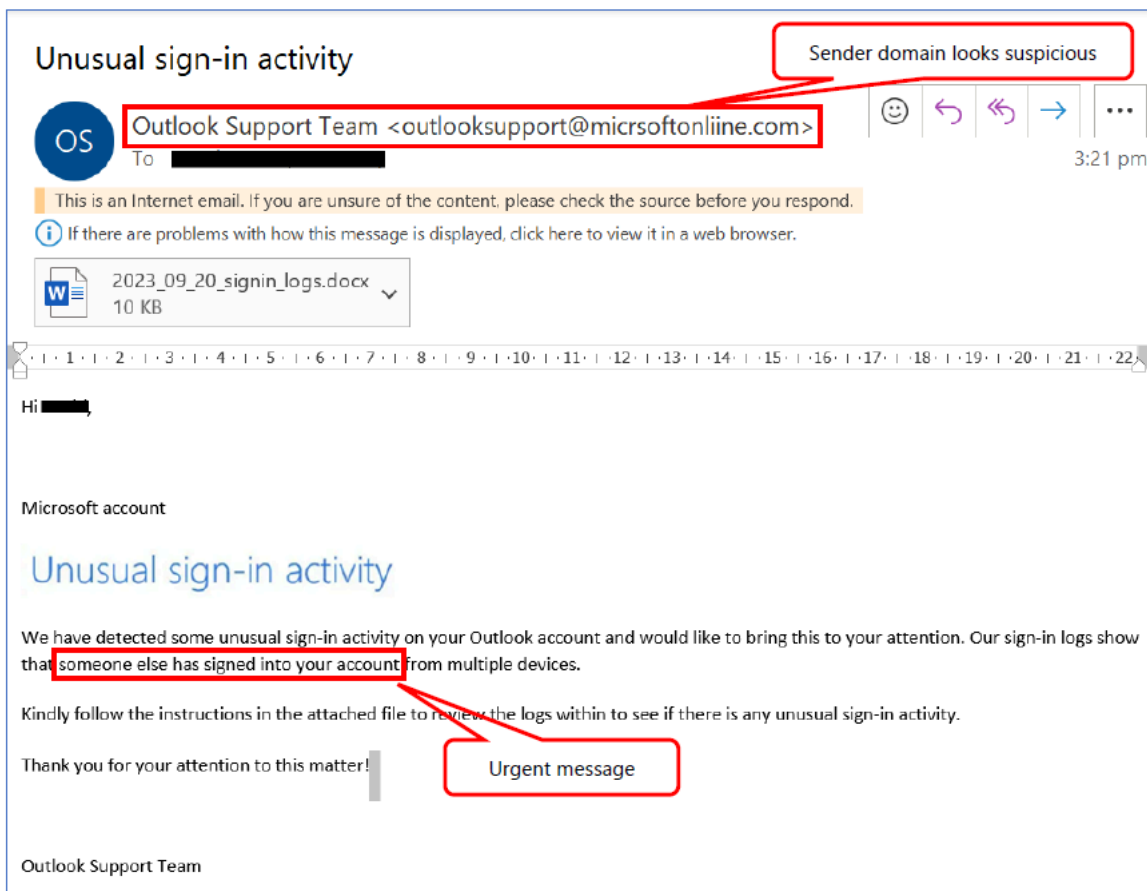 Unusual sign-in activity
Sender domain looks suspicious
OS
Outlook Support Team <outlooksupport@micrsoftonliine.com>
To
3:21 pm
This is an Internet email. If you are unsure of the content, please check the source before you respond.
If there are problems with how this message is displayed, click here to view it in a web browser.
W
2023_09_20_signin_logs.docx
10 KB
1 2 3 4 5 6 7 8 9 10 11 12 13 14 15 16 17 18 19 20 21 22
Hi ,
Microsoft account
Unusual sign-in activity
We have detected some unusual sign-in activity on your Outlook account and would like to bring this to your attention. Our sign-in logs show
that someone else has signed into your account from multiple devices.
Kindly follow the instructions in the attached file to review the logs within to see if there is any unusual sign-in activity.
Thank you for your attention to this matter!
Urgent message
Outlook Support Team